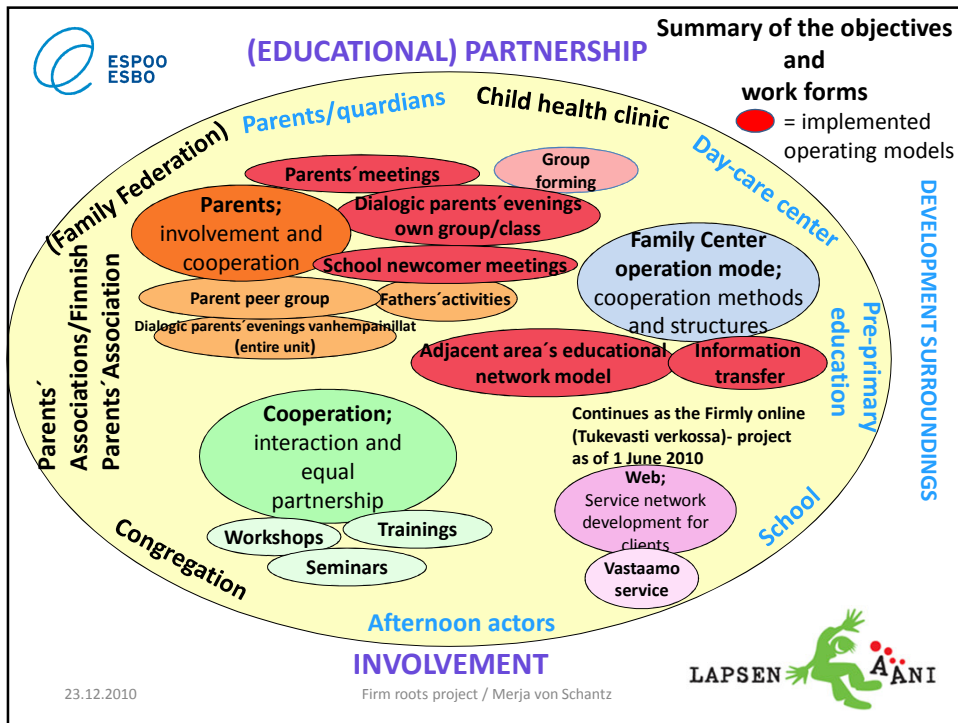 ESPOO
ESBO
(EDUCATIONAL) PARTNERSHIP
Summary of the objectives
and
work forms
= implemented
operating models
Parents/quardians
Child health clinic
Day-care center
Pre-primary
education
School
DEVELOPMENT SURROUNDINGS
(Family Federation)
Parents´
Associations/Finnish
Parents´Association
Congregation
Afternoon actors
INVOLVEMENT
Parents´meetings
Group
forming
Parents;
involvement and
cooperation
Dialogic parents´evenings
own group/class
School newcomer meetings
Parent peer group
Fathers´activities
Dialogic parents´evenings vanhempainillat
(entire unit)
Family Center
operation mode;
cooperation methods
and structures
Adjacent area´s educational
network model
Information
transfer
Cooperation;
interaction and
equal
partnership
Workshops
Trainings
Seminars
Continues as the Firmly online
(Tukevasti verkossa)- project
as of 1 June 2010
Web;
Service network
development for
clients
Vastaamo
service
23.12.2010
Firm roots project / Merja von Schantz
LAPSEN ÄÄNI